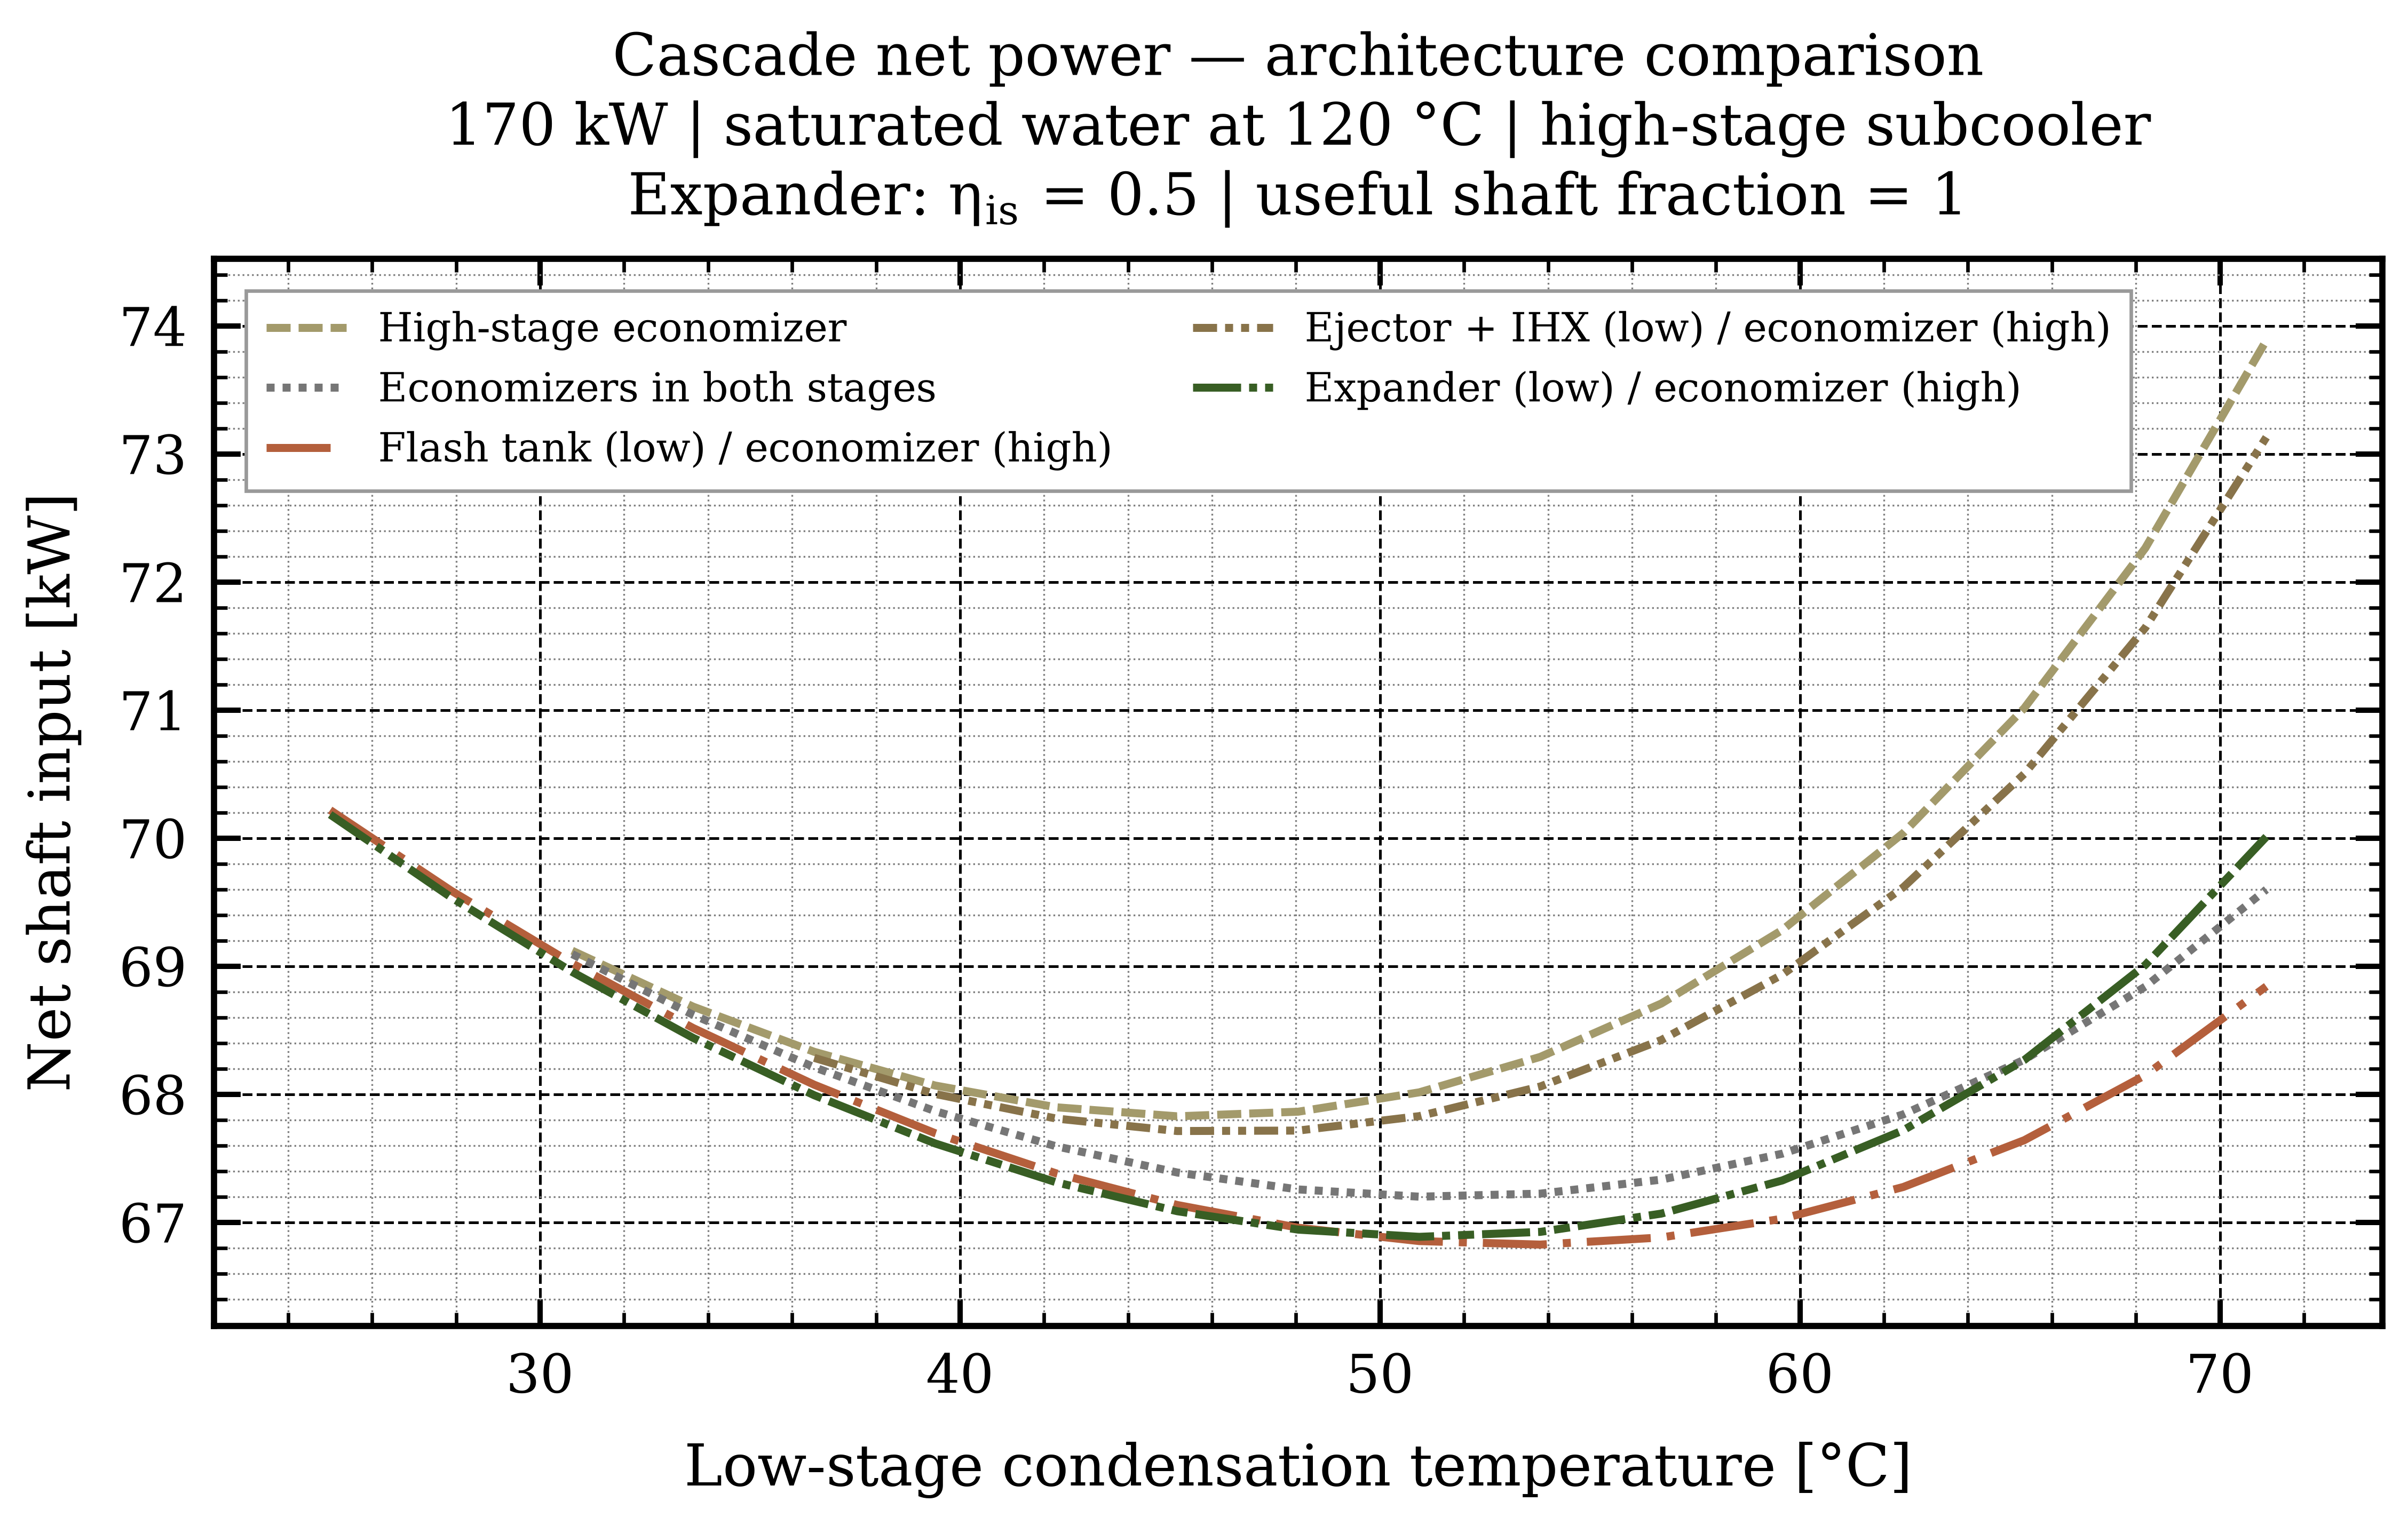 Cascade net power — architecture comparison
170 kW | saturated water at 120 °C | high-stage subcooler
Expander: ηis = 0.5 | useful shaft fraction = 1
High-stage economizer
Economizers in both stages
Flash tank (low) / economizer (high)
Ejector + IHX (low) / economizer (high)
Expander (low) / economizer (high)
Net shaft input [kW]
74
73
72
71
70
69
68
67
30 40 50 60 70
Low-stage condensation temperature [°C]